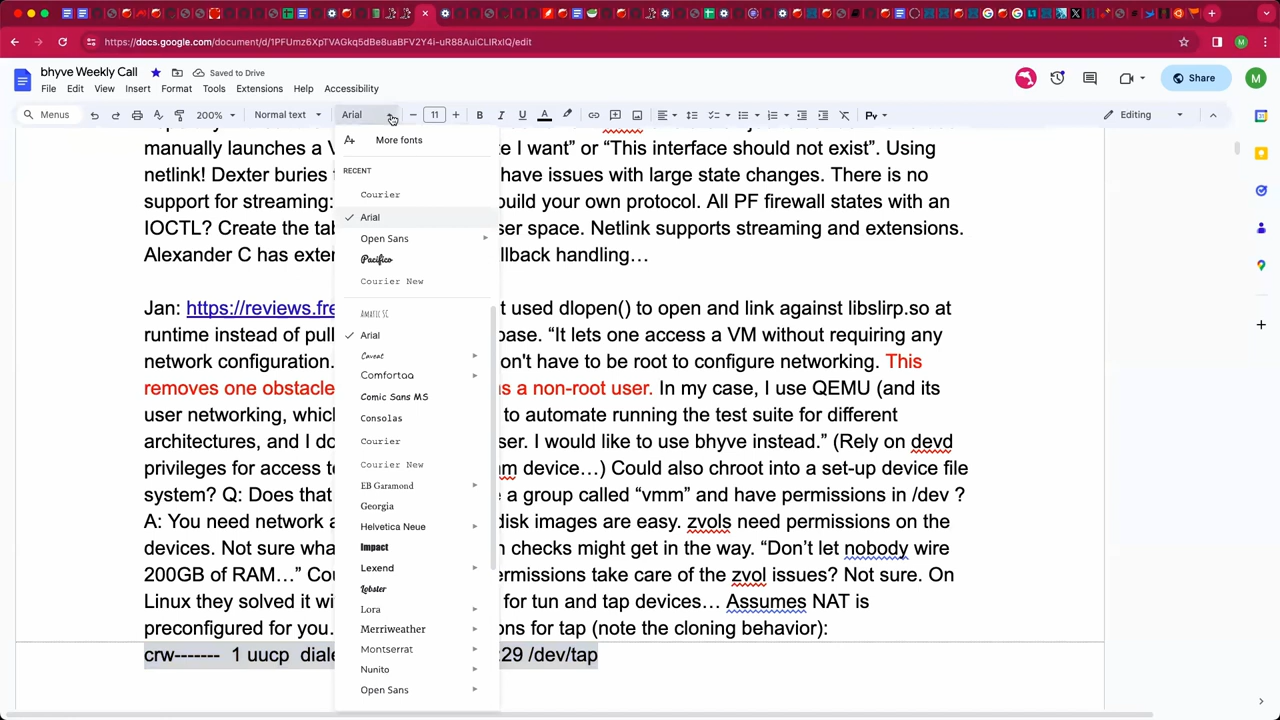 https://docs.google.com/document/d/1PFUmz6XpTVAGkq5dBe8uaBFV2Y4i-uR88AuiCLIRxIQ/edit
M
bhyve Weekly Call
Saved to Drive
File Edit View Insert Format Tools Extensions Help Accessibility
Share
M
Menus
200%
Normal text
Arial
11
B I U A
Editing
manually launches a V
e I want” or “This interface should not exist”. Using
netlink! Dexter buries t
have issues with large state changes. There is no
support for streaming:
uild your own protocol. All PF firewall states with an
IOCTL? Create the tab
ser space. Netlink supports streaming and extensions.
Alexander C has exter
llback handling…
Jan: https://reviews.fre
t used dlopen() to open and link against libslirp.so at
runtime instead of pull
base. “It lets one access a VM without requiring any
network configuration.
on't have to be root to configure networking. This
removes one obstacle
s a non-root user. In my case, I use QEMU (and its
user networking, whic
to automate running the test suite for different
architectures, and I do
ser. I would like to use bhyve instead.” (Rely on devd
privileges for access to
am device…) Could also chroot into a set-up device file
system? Q: Does that
e a group called “vmm” and have permissions in /dev ?
A: You need network a
disk images are easy. zvols need permissions on the
devices. Not sure wha
n checks might get in the way. “Don’t let nobody wire
200GB of RAM…” Cou
ermissions take care of the zvol issues? Not sure. On
Linux they solved it wi
for tun and tap devices… Assumes NAT is
preconfigured for you.
ons for tap (note the cloning behavior):
crw------- 1 uucp diale
29 /dev/tap
More fonts
RECENT
Courier
Arial
Open Sans
Pacifico
Courier New
Amatic SC
Arial
Caveat
Comfortaa
Comic Sans MS
Consolas
Courier
Courier New
EB Garamond
Georgia
Helvetica Neue
Impact
Lexend
Lobster
Lora
Merriweather
Montserrat
Nunito
Open Sans